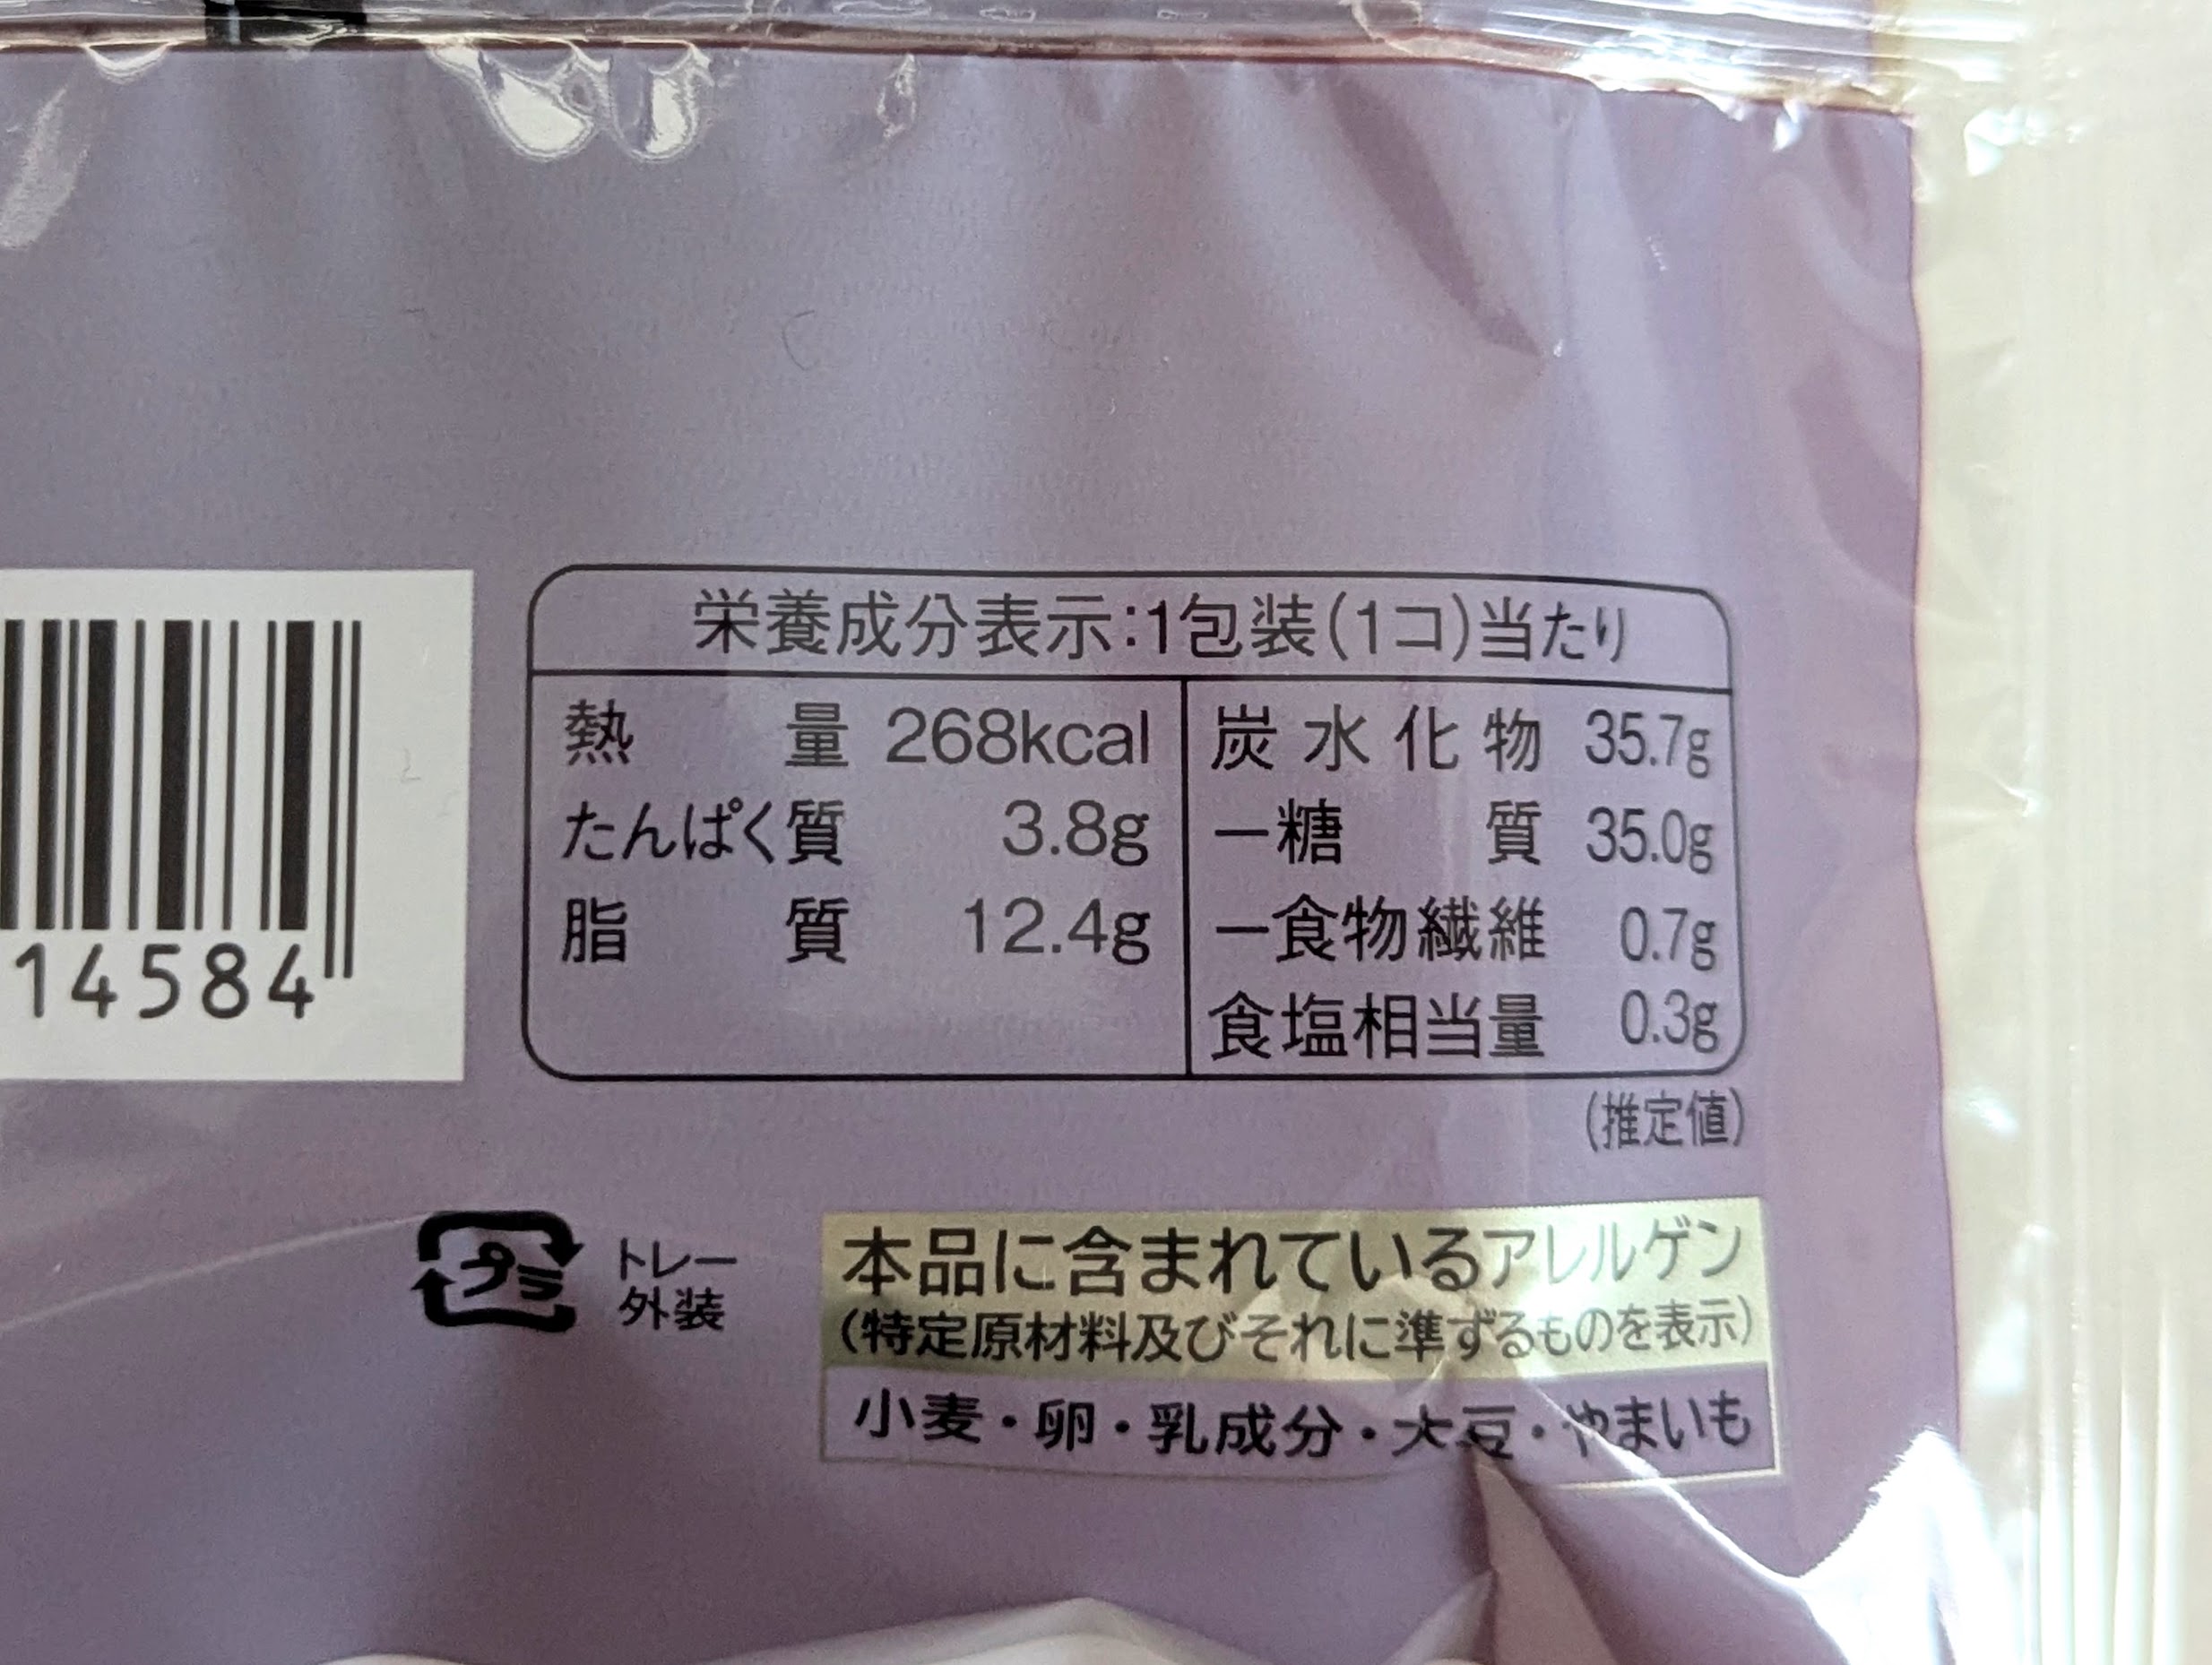 栄養成分表示:1包装(1コ)当たり
熱量 268kcal
たんぱく質 3.8g
脂質 12.4g
炭水化物 35.7g
－糖質 35.0g
－食物繊維 0.7g
食塩相当量 0.3g
(推定値)
14584
プラ
トレー
外装
本品に含まれているアレルゲン
(特定原材料及びそれに準ずるものを表示)
小麦・卵・乳成分・大豆・やまいも